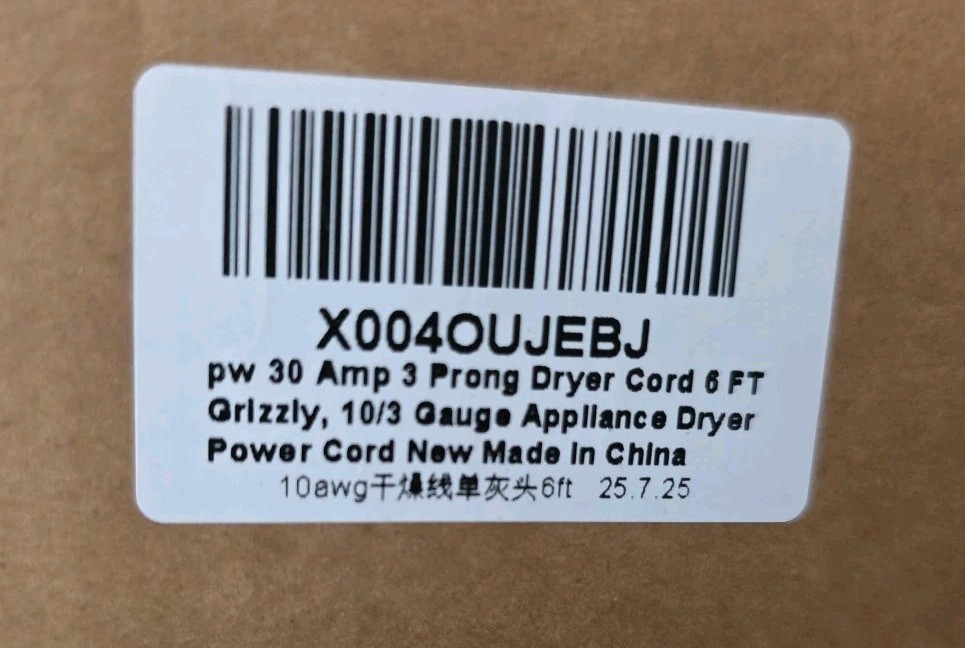 X004OUJEBJ
pw 30 Amp 3 Prong Dryer Cord 6 FT
Grizzly, 10/3 Gauge Appliance Dryer
Power Cord New Made In China
10awg干燥线单灰头6ft 25.7.25